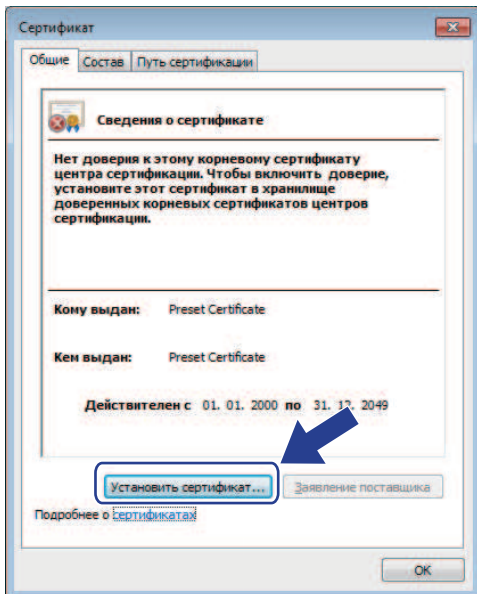 Сертификат
Общие Состав Путь сертификации
Сведения о сертификате
Нет доверия к этому корневому сертификату
центра сертификации. Чтобы включить доверие,
установите этот сертификат в хранилище
доверенных корневых сертификатов центров
сертификации.
Кому выдан: Preset Certificate
Кем выдан: Preset Certificate
Действителен с 01. 01. 2000 по 31. 12. 2049
Установить сертификат... Заявление поставщика
Подробнее о сертификатах
OK